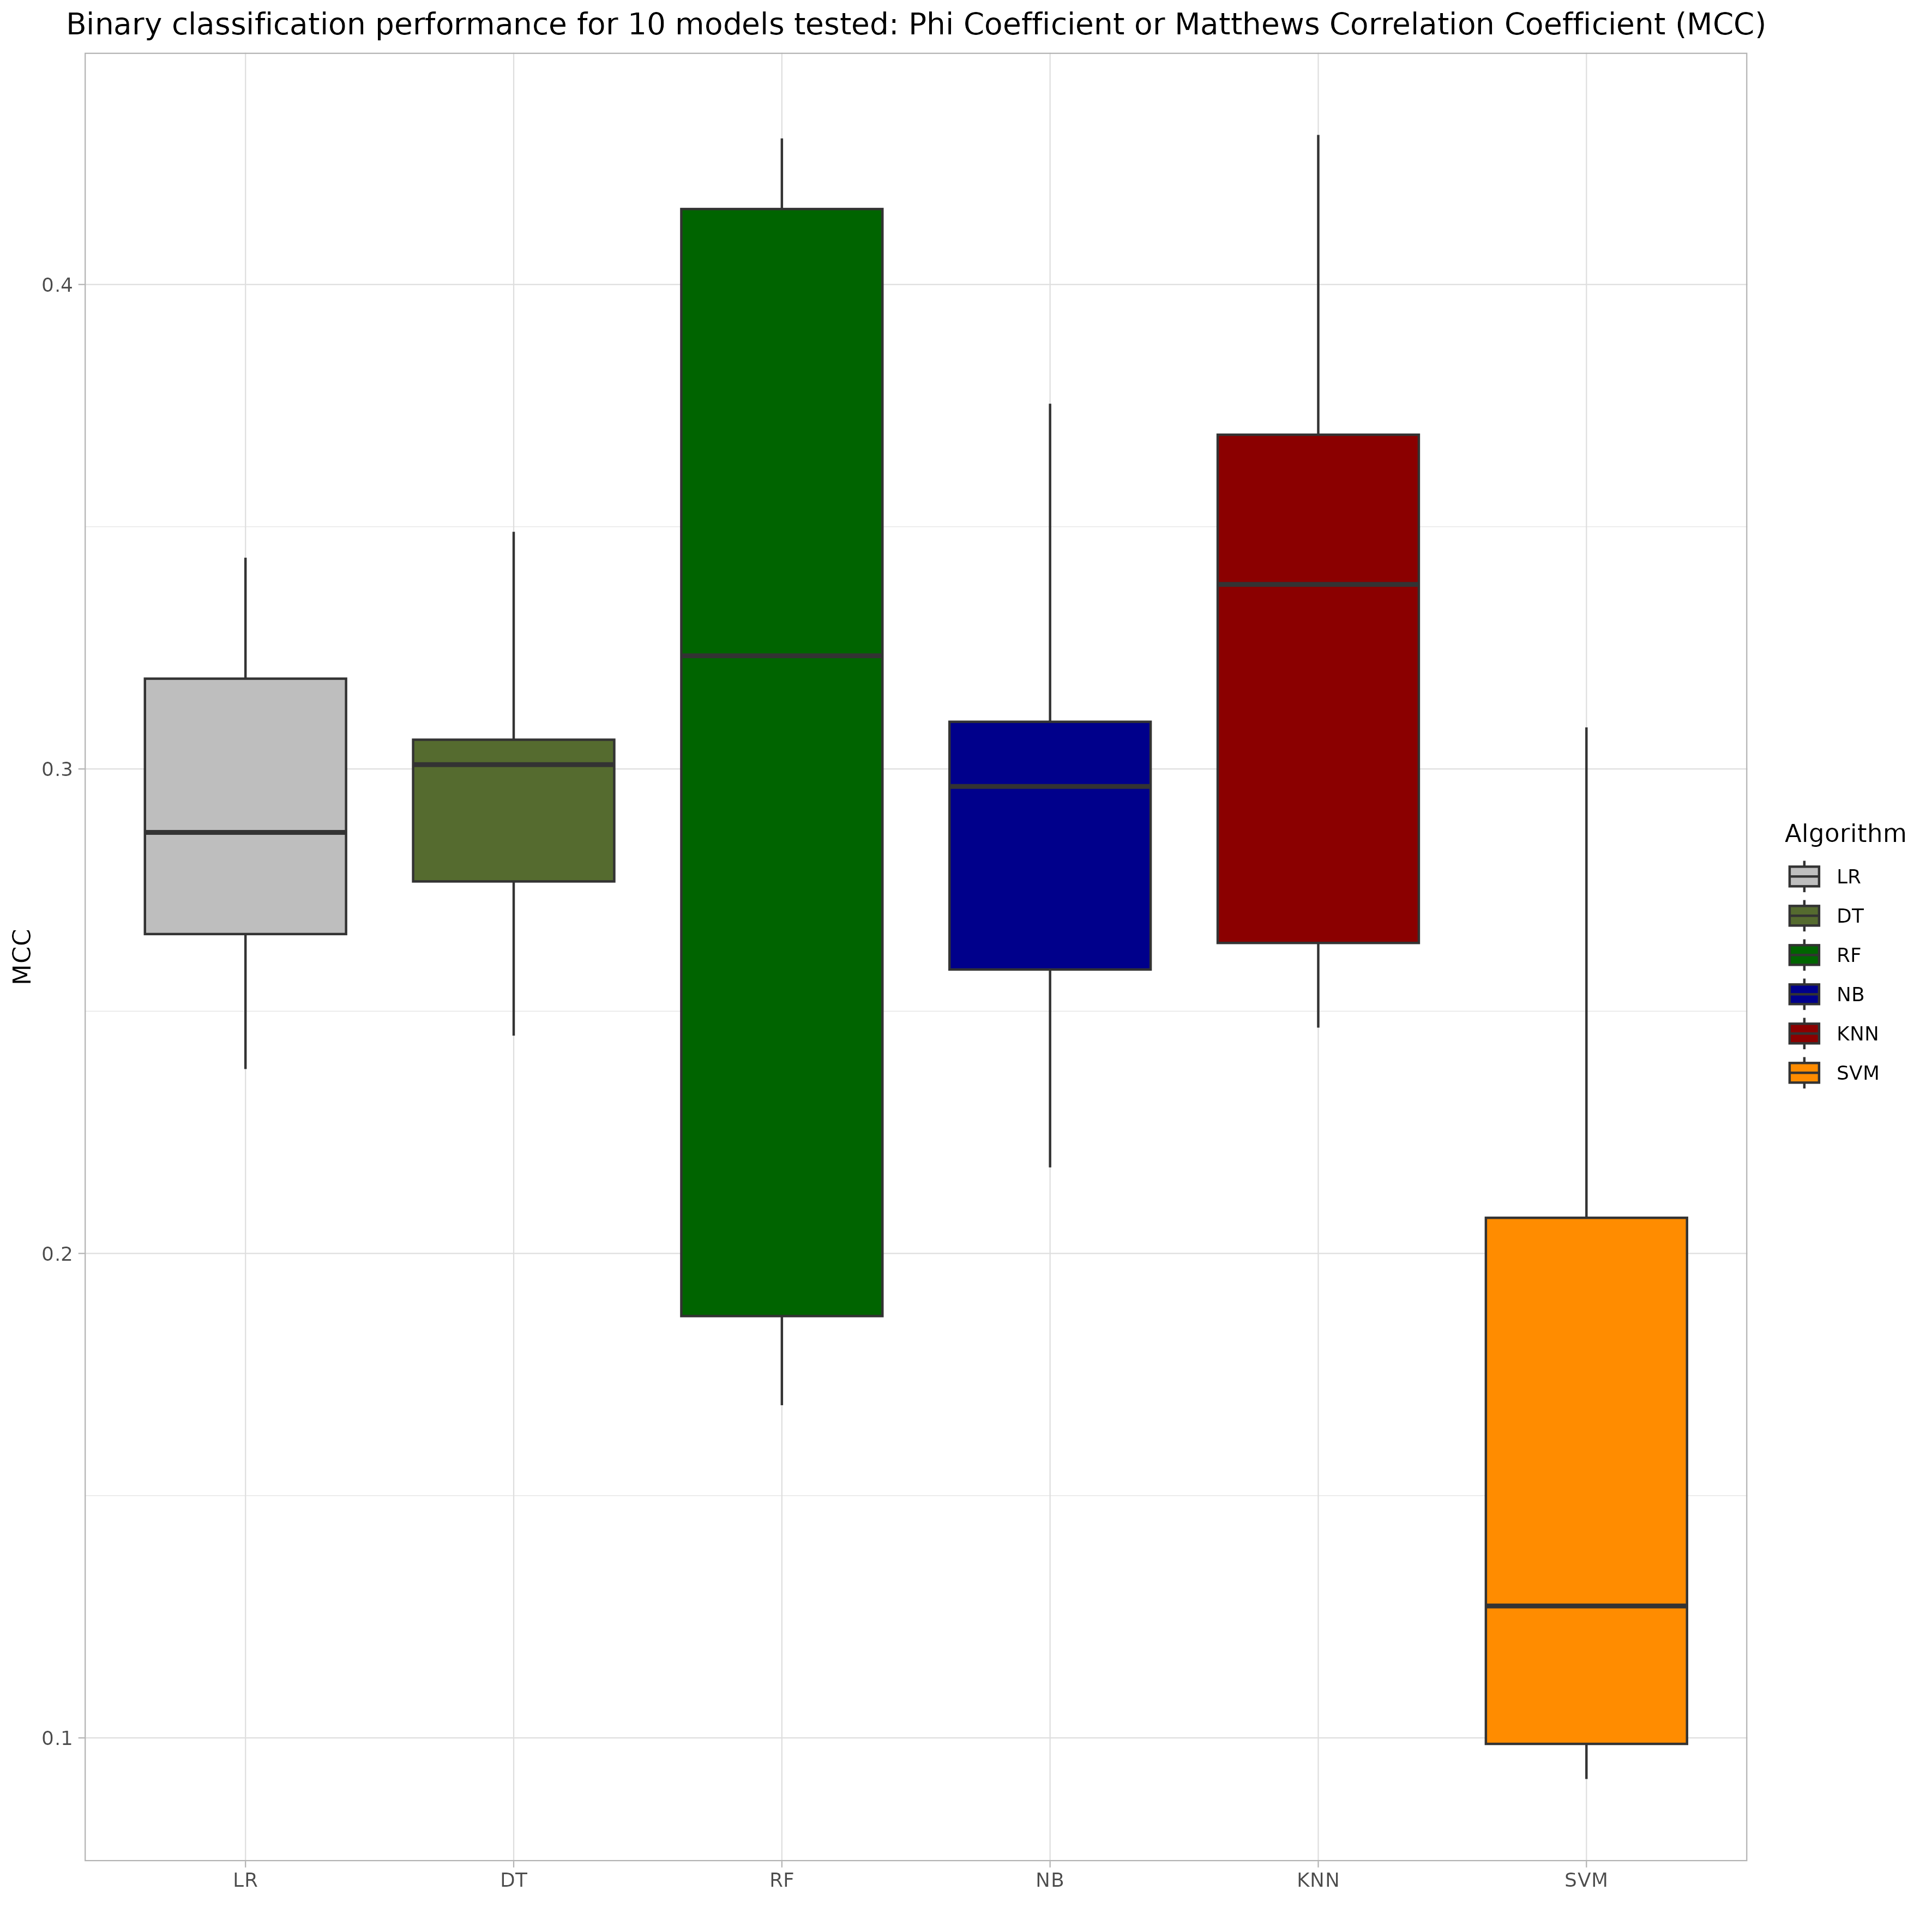 Binary classification performance for 10 models tested: Phi Coefficient or Matthews Correlation Coefficient (MCC)
0.4
0.3
0.2
0.1
MCC
LR
DT
RF
NB
KNN
SVM
Algorithm
LR
DT
RF
NB
KNN
SVM